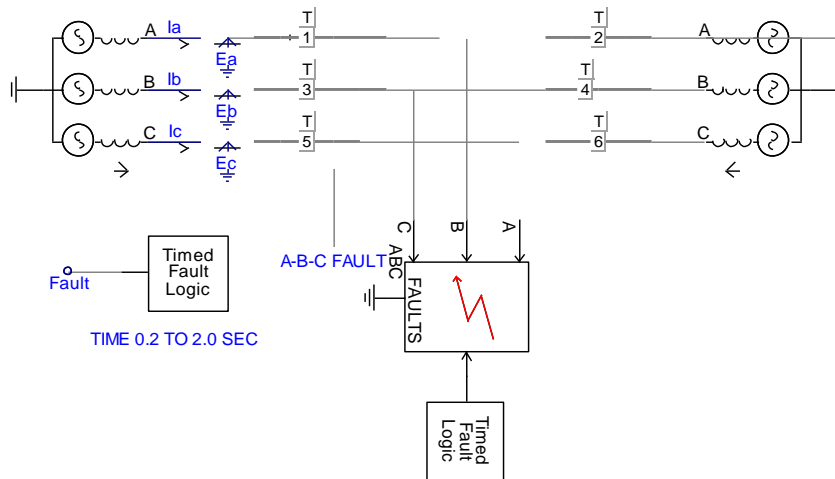 T T
A Ia 1 2 A
Ea
T T
B Ib 3 4 B
Eb
T T
C Ic 5 6 C
Ec
C B A
Timed
Fault
Logic
A-B-C FAULT
ABC
FAULTS
Fault
TIME 0.2 TO 2.0 SEC
Timed
Fault
Logic